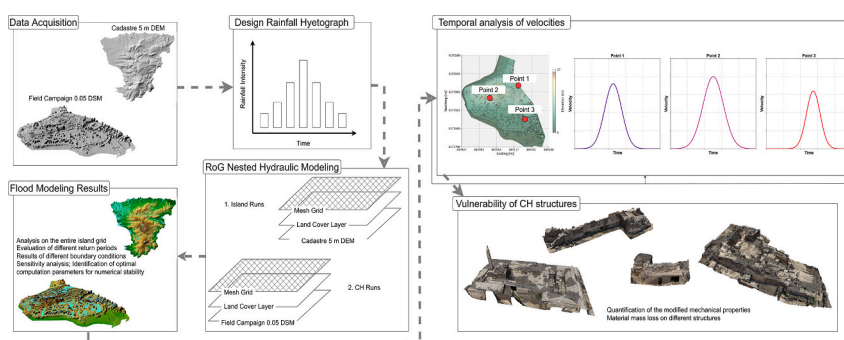 Data Acquisition
Cadastre 5 m DEM
Field Campaign 0.05 DSM
Design Rainfall Hyetograph
Rainfall Intensity
Time
RoG Nested Hydraulic Modeling
1. Island Runs
Mesh Grid
Land Cover Layer
Cadastre 5 m DEM
2. CH Runs
Mesh Grid
Land Cover Layer
Field Campaign 0.05 DSM
Flood Modeling Results
Analysis on the entire island grid
Evaluation of different return periods
Results of different boundary conditions
Sensitivity analysis; Identification of optimal
computation parameters for numerical stability
Temporal analysis of velocities
Point 1
Point 2
Point 3
Easting [m]
Point 1
Velocity
Time
Point 2
Velocity
Time
Point 3
Velocity
Time
Vulnerability of CH structures
Quantification of the modified mechanical properties
Material mass loss on different structures